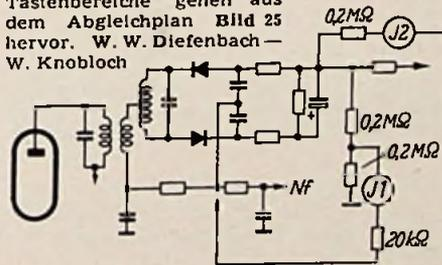 Tastenbereiche gehen aus
dem Abgleichplan Bild 25
hervor. W. W. Diefenbach —
W. Knobloch
0,2MΩ
J2
0,2MΩ
0,2MΩ
J1
Nf
20kΩ
+